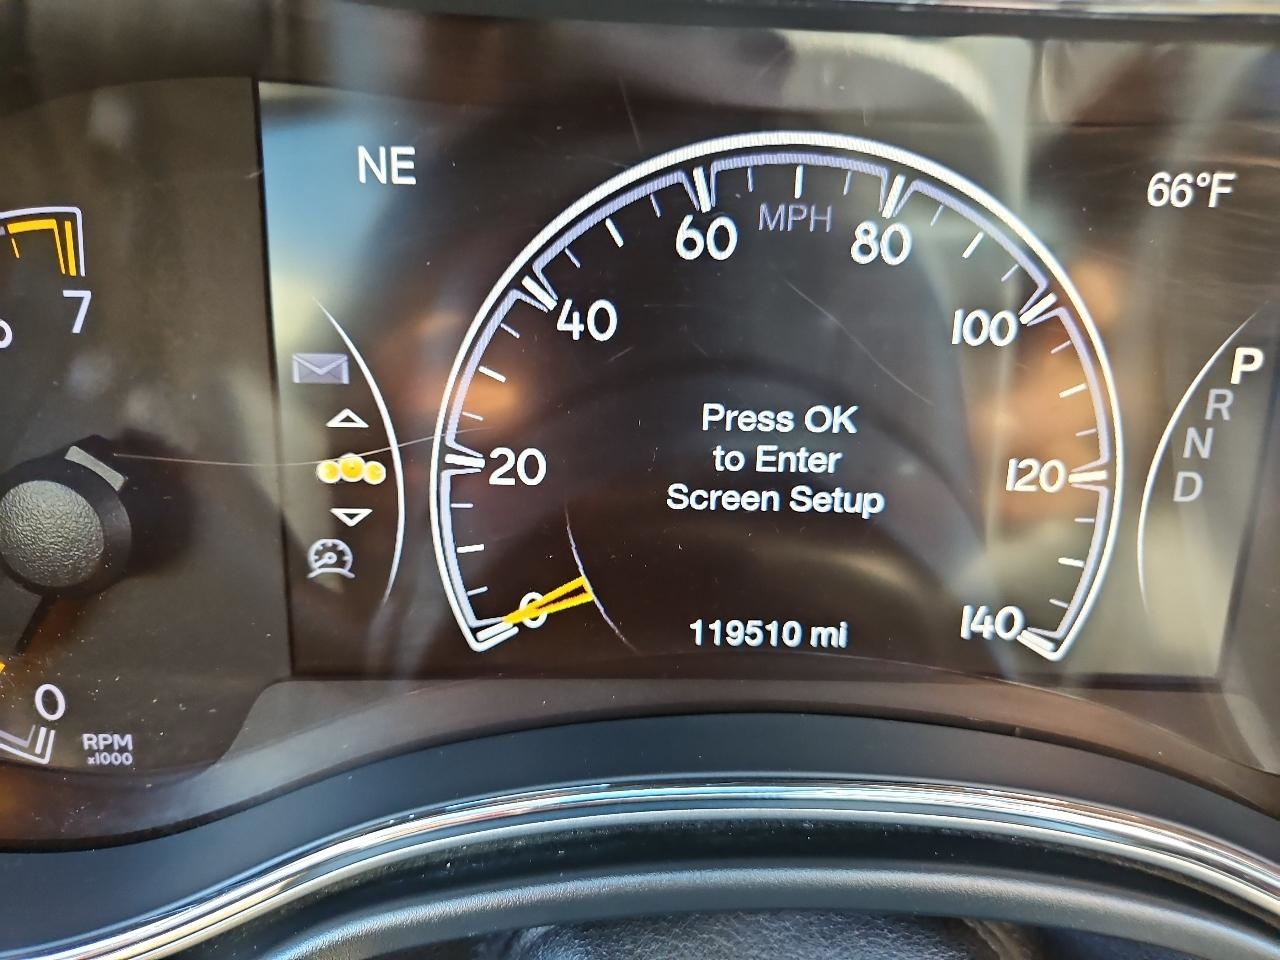 NE
66°F
60
MPH
80
7
40
100
P
R
N
D
20
120
Press OK
to Enter
Screen Setup
0
140
119510 mi
0
RPM
x1000